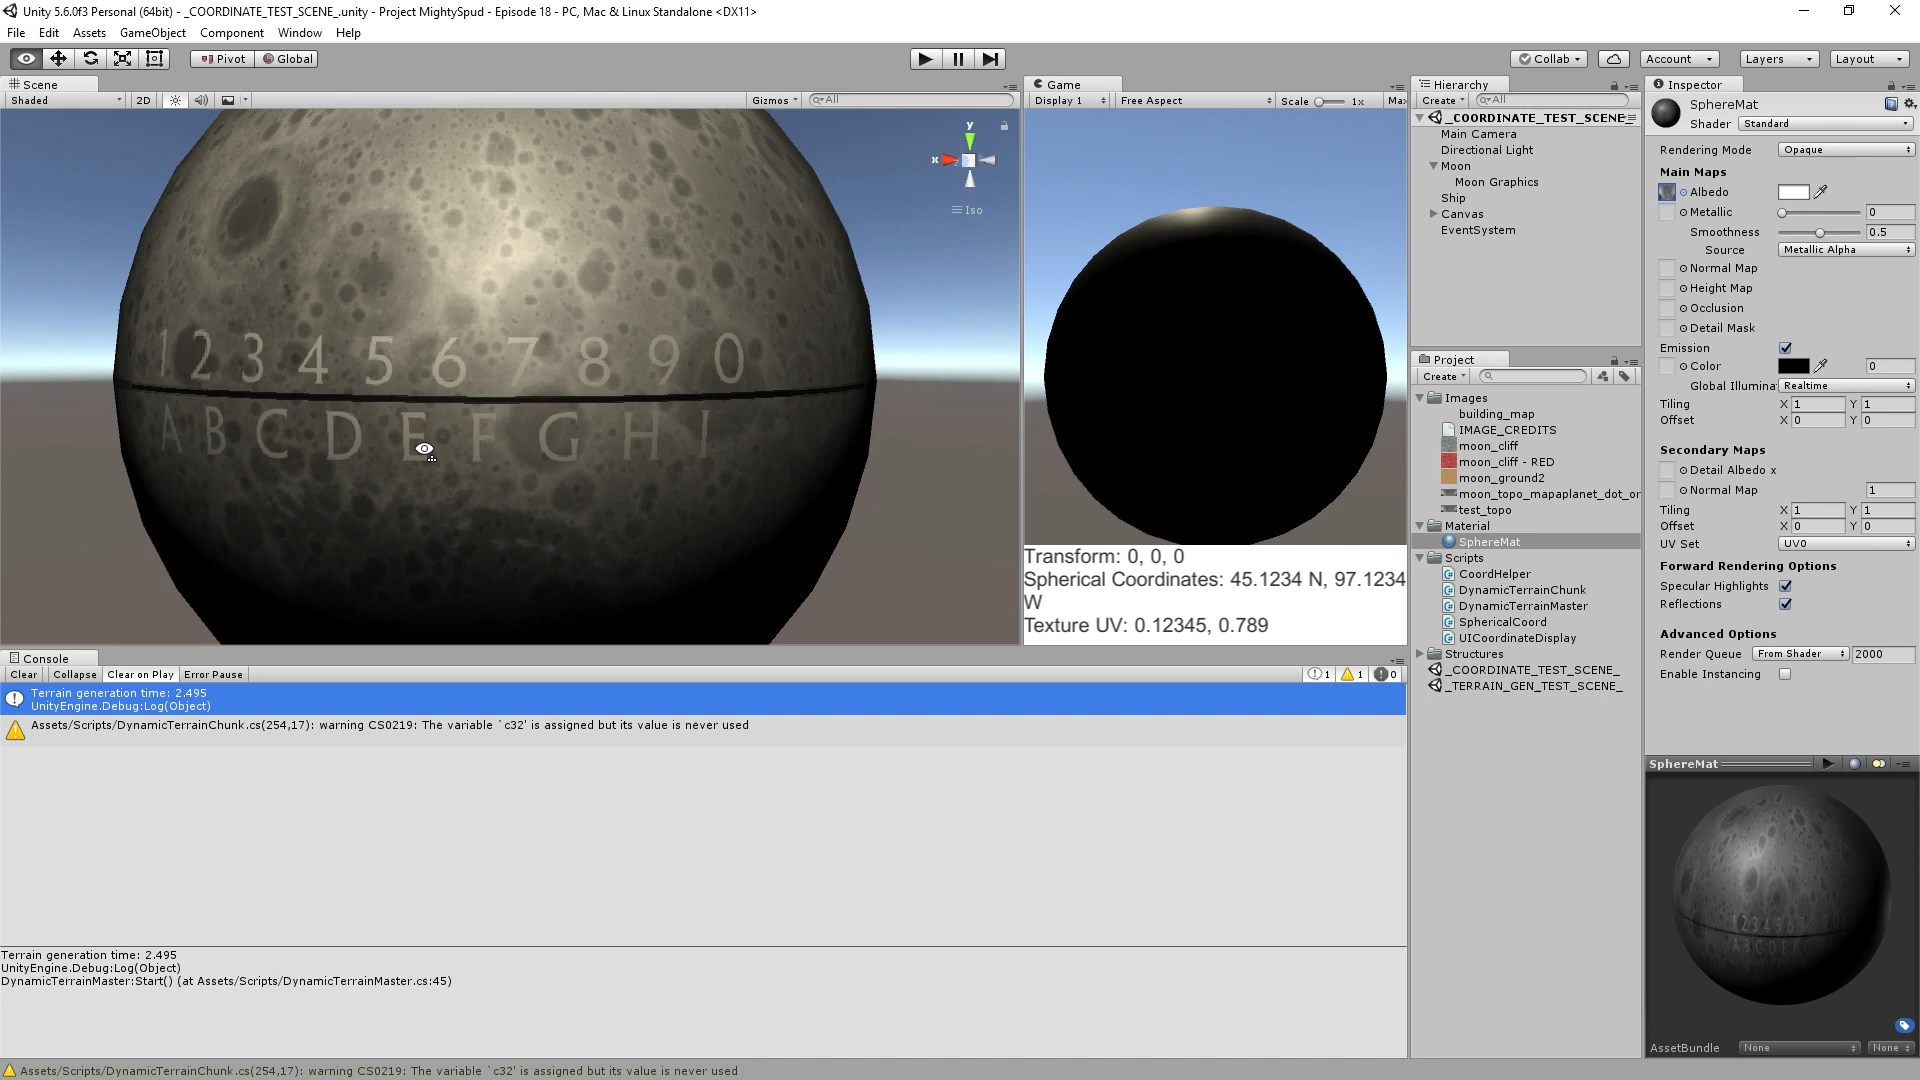 Unity 5.6.0f3 Personal (64bit) - _COORDINATE_TEST_SCENE_.unity - Project MightySpud - Episode 18 - PC, Mac & Linux Standalone <DX11>
File Edit Assets GameObject Component Window Help
Pivot Global Collab Account Layers Layout
Scene
Shaded 2D Gizmos All
y
x
Iso
1 2 3 4 5 6 7 8 9 0
A B C D E F G H I
Game
Display 1 Free Aspect Scale 1x Max
Transform: 0, 0, 0
Spherical Coordinates: 45.1234 N, 97.1234
W
Texture UV: 0.12345, 0.789
Hierarchy
Create All
_COORDINATE_TEST_SCENE_
Main Camera
Directional Light
Moon
Moon Graphics
Ship
Canvas
EventSystem
Project
Create
Images
building_map
IMAGE_CREDITS
moon_cliff
moon_cliff - RED
moon_ground2
moon_topo_mapaplanet_dot_or
test_topo
Material
SphereMat
Scripts
CoordHelper
DynamicTerrainChunk
DynamicTerrainMaster
SphericalCoord
UICoordinateDisplay
Structures
_COORDINATE_TEST_SCENE_
_TERRAIN_GEN_TEST_SCENE_
Inspector
SphereMat
Shader Standard
Rendering Mode Opaque
Main Maps
Albedo
Metallic 0
Smoothness 0.5
Source Metallic Alpha
Normal Map
Height Map
Occlusion
Detail Mask
Emission
Color 0
Global Illuminat Realtime
Tiling X 1 Y 1
Offset X 0 Y 0
Secondary Maps
Detail Albedo x
Normal Map 1
Tiling X 1 Y 1
Offset X 0 Y 0
UV Set UV0
Forward Rendering Options
Specular Highlights
Reflections
Advanced Options
Render Queue From Shader 2000
Enable Instancing
SphereMat
1 2 3 4 5 6 7 8 9 0
A B C D E F G H I
AssetBundle None None
Console
Clear Collapse Clear on Play Error Pause 1 1 0
Terrain generation time: 2.495
UnityEngine.Debug:Log(Object)
Assets/Scripts/DynamicTerrainChunk.cs(254,17): warning CS0219: The variable `c32' is assigned but its value is never used
Terrain generation time: 2.495
UnityEngine.Debug:Log(Object)
DynamicTerrainMaster:Start() (at Assets/Scripts/DynamicTerrainMaster.cs:45)
Assets/Scripts/DynamicTerrainChunk.cs(254,17): warning CS0219: The variable `c32' is assigned but its value is never used